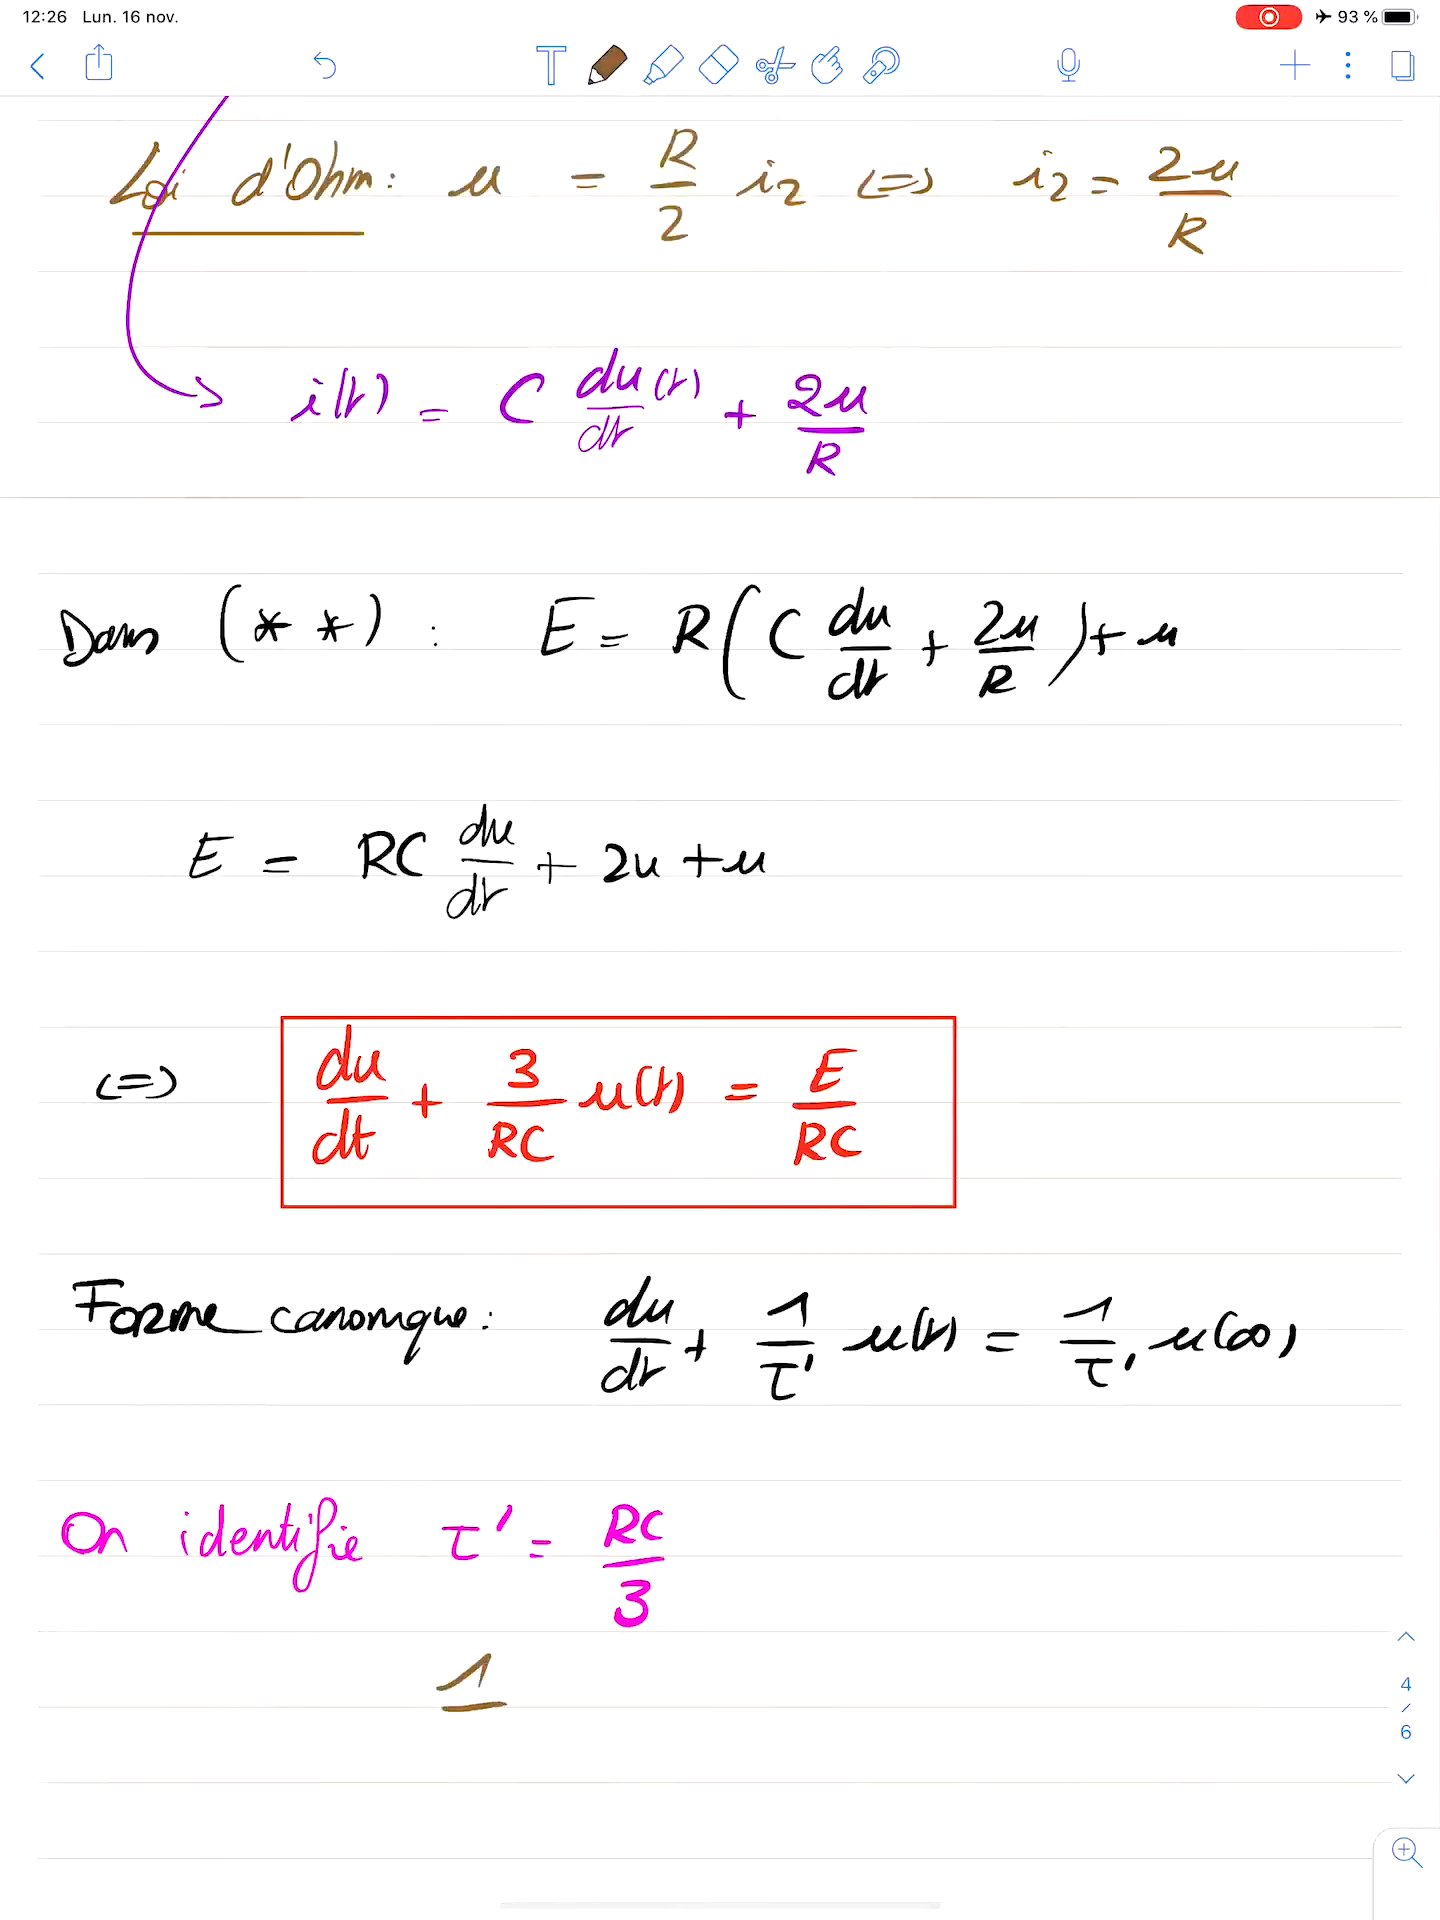 12:26 Lun. 16 nov. 93 %
T
Loi d'Ohm : u = R/2 i₂ <=> i₂ = 2u/R
i(t) = C du(t)/dt + 2u/R
Dans (**) : E = R(C du/dt + 2u/R) + u
E = RC du/dt + 2u + u
<=> du/dt + 3/RC u(t) = E/RC
Forme canonique : du/dt + 1/τ' u(t) = 1/τ' u(∞)
On identifie τ' = RC/3
1
4
/
6